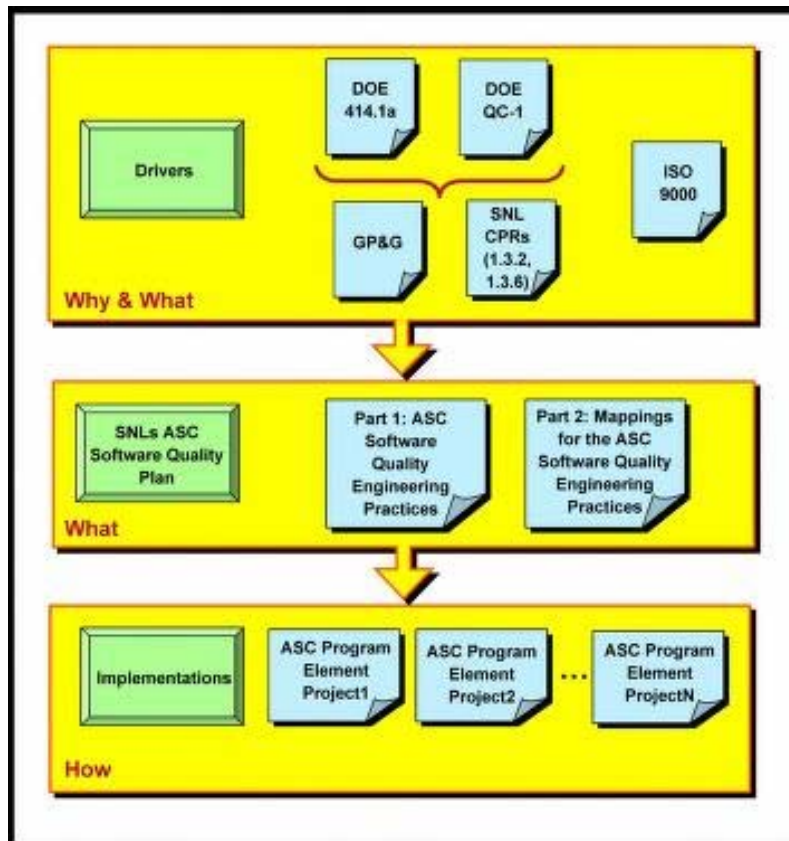 Drivers
DOE
414.1a
DOE
QC-1
ISO
9000
GP&G
SNL
CPRs
(1.3.2,
1.3.6)
Why & What
SNLs ASC
Software Quality
Plan
Part 1: ASC
Software
Quality
Engineering
Practices
Part 2: Mappings
for the ASC
Software Quality
Engineering
Practices
What
Implementations
ASC Program
Element
Project1
ASC Program
Element
Project2
...
ASC Program
Element
ProjectN
How